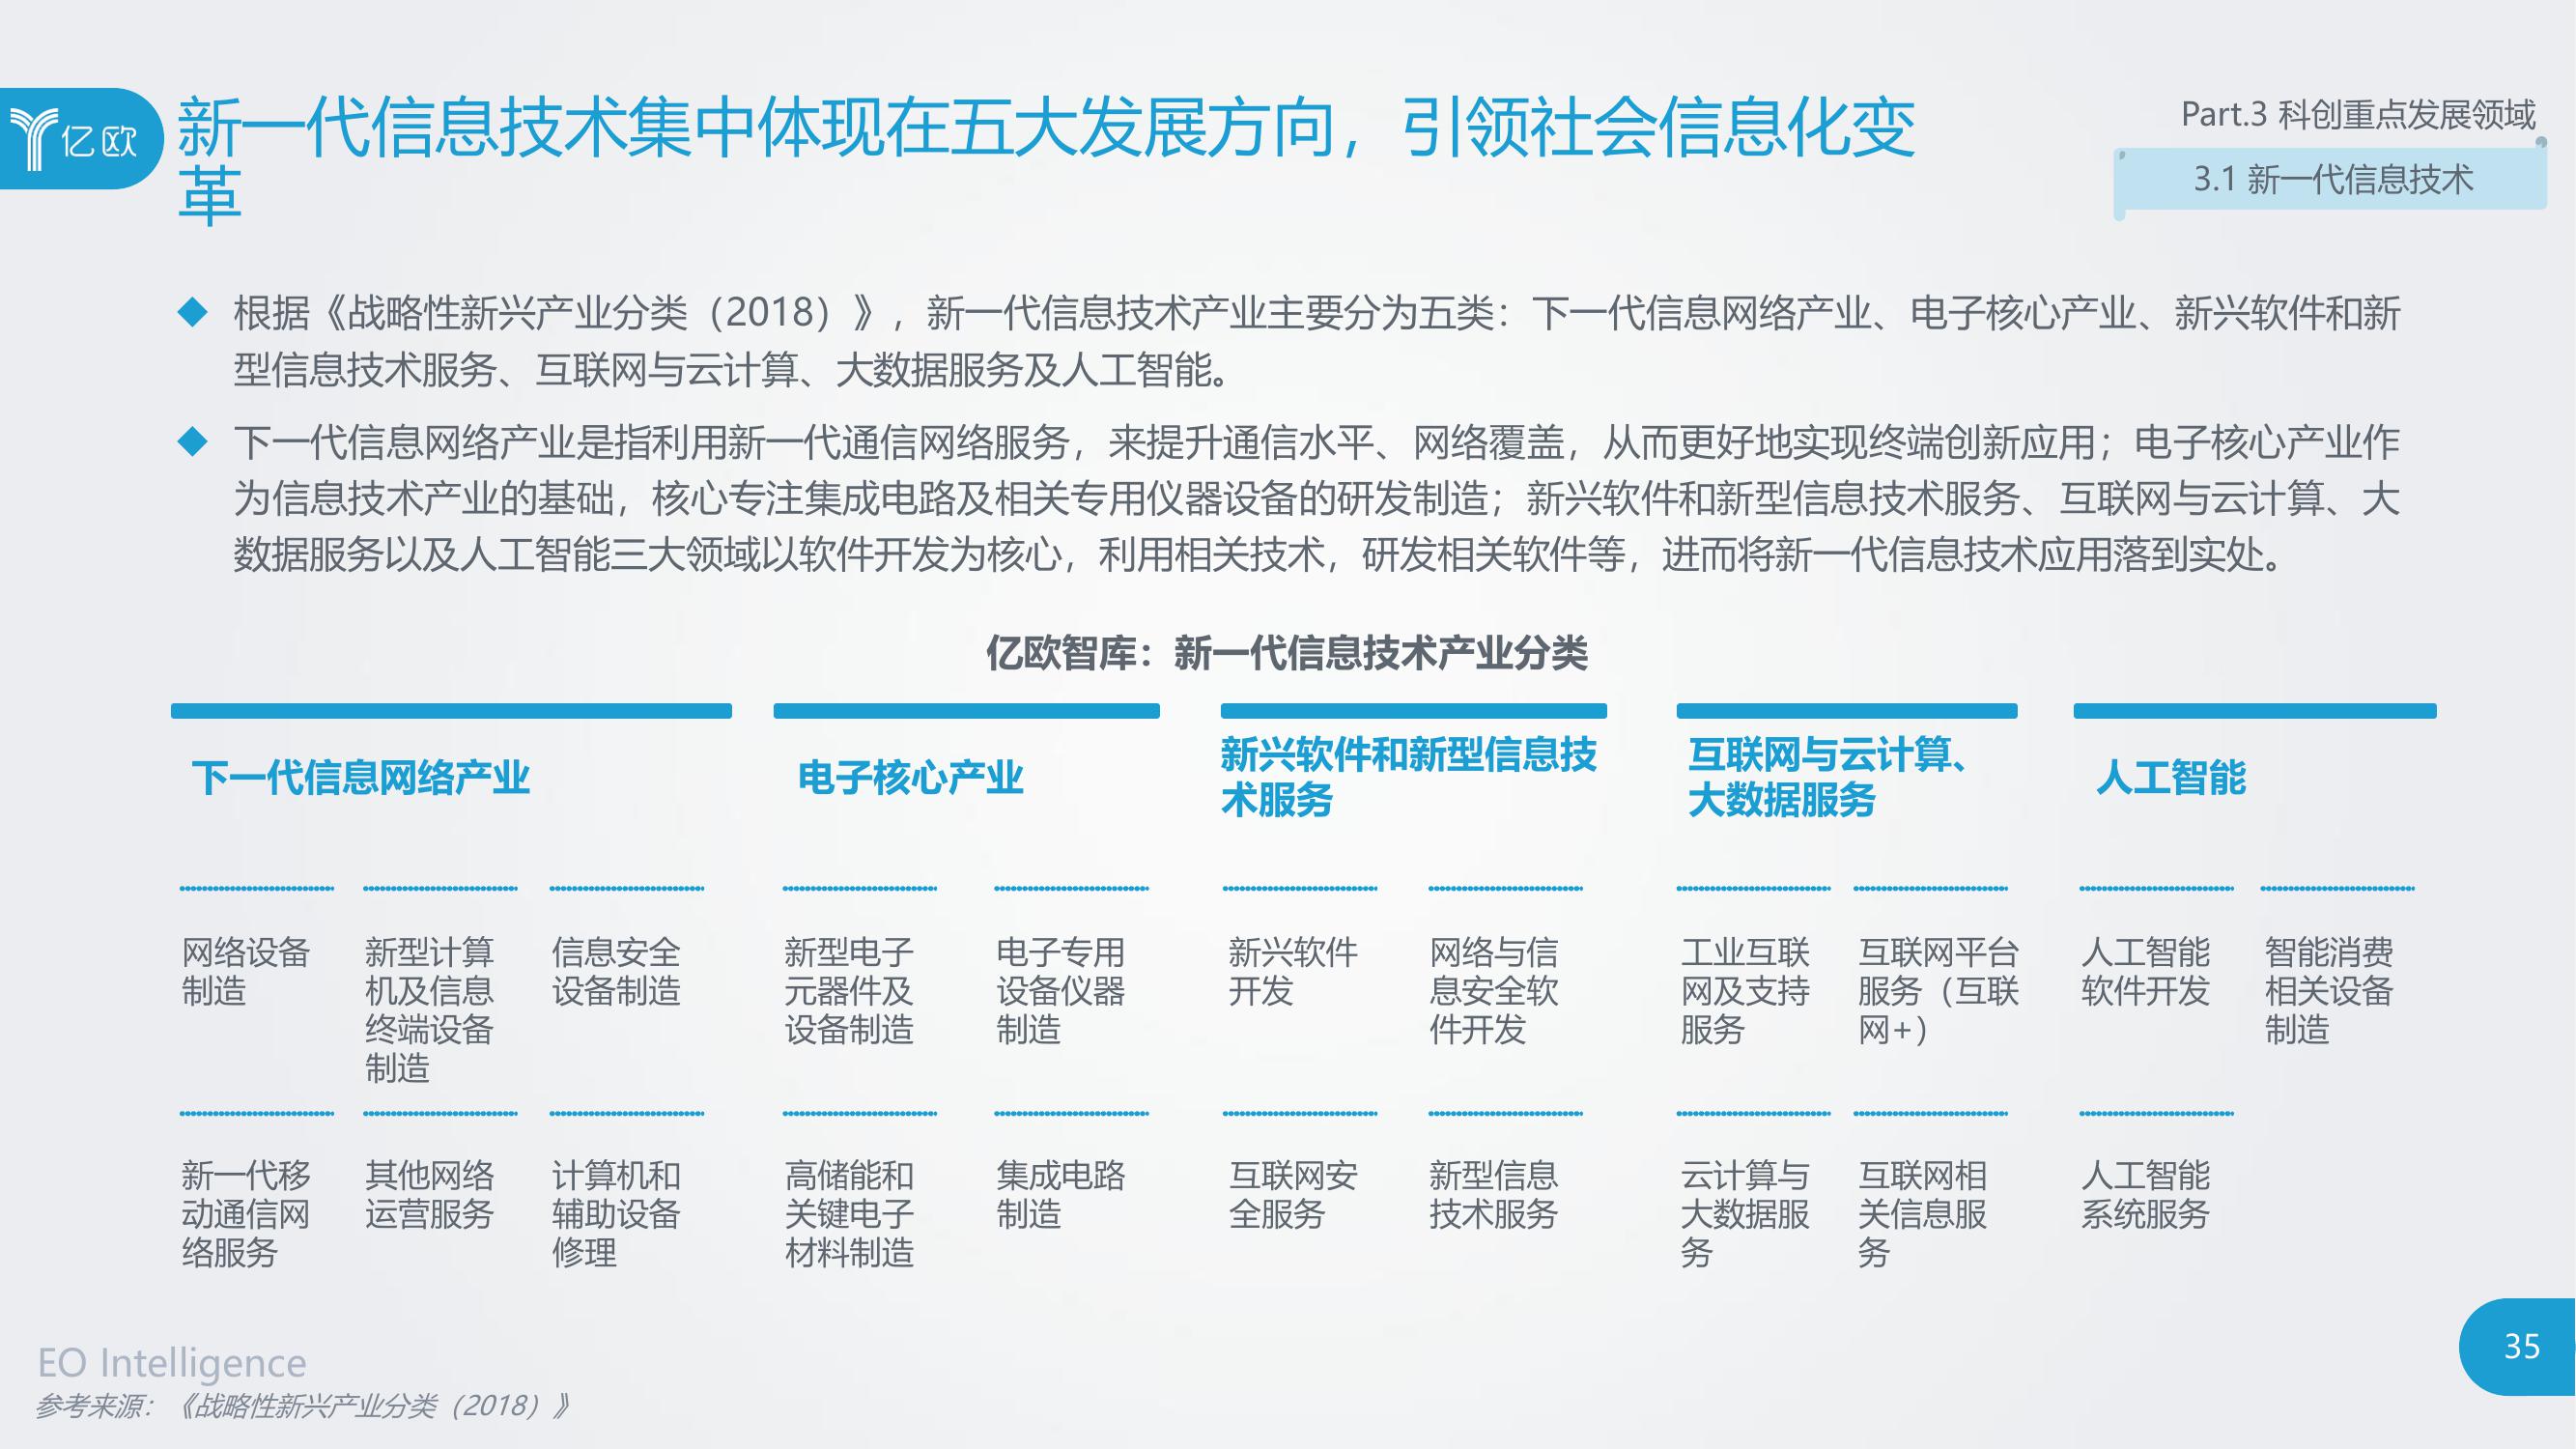 亿欧
新一代信息技术集中体现在五大发展方向，引领社会信息化变
革
Part.3 科创重点发展领域
3.1 新一代信息技术
根据《战略性新兴产业分类（2018）》，新一代信息技术产业主要分为五类：下一代信息网络产业、电子核心产业、新兴软件和新
型信息技术服务、互联网与云计算、大数据服务及人工智能。
下一代信息网络产业是指利用新一代通信网络服务，来提升通信水平、网络覆盖，从而更好地实现终端创新应用；电子核心产业作
为信息技术产业的基础，核心专注集成电路及相关专用仪器设备的研发制造；新兴软件和新型信息技术服务、互联网与云计算、大
数据服务以及人工智能三大领域以软件开发为核心，利用相关技术，研发相关软件等，进而将新一代信息技术应用落到实处。
亿欧智库：新一代信息技术产业分类
下一代信息网络产业
网络设备
制造
新型计算
机及信息
终端设备
制造
信息安全
设备制造
新一代移
动通信网
络服务
其他网络
运营服务
计算机和
辅助设备
修理
电子核心产业
新型电子
元器件及
设备制造
电子专用
设备仪器
制造
高储能和
关键电子
材料制造
集成电路
制造
新兴软件和新型信息技
术服务
新兴软件
开发
网络与信
息安全软
件开发
互联网安
全服务
新型信息
技术服务
互联网与云计算、
大数据服务
工业互联
网及支持
服务
互联网平台
服务（互联
网+）
云计算与
大数据服
务
互联网相
关信息服
务
人工智能
人工智能
软件开发
智能消费
相关设备
制造
人工智能
系统服务
EO Intelligence
参考来源：《战略性新兴产业分类（2018）》
35